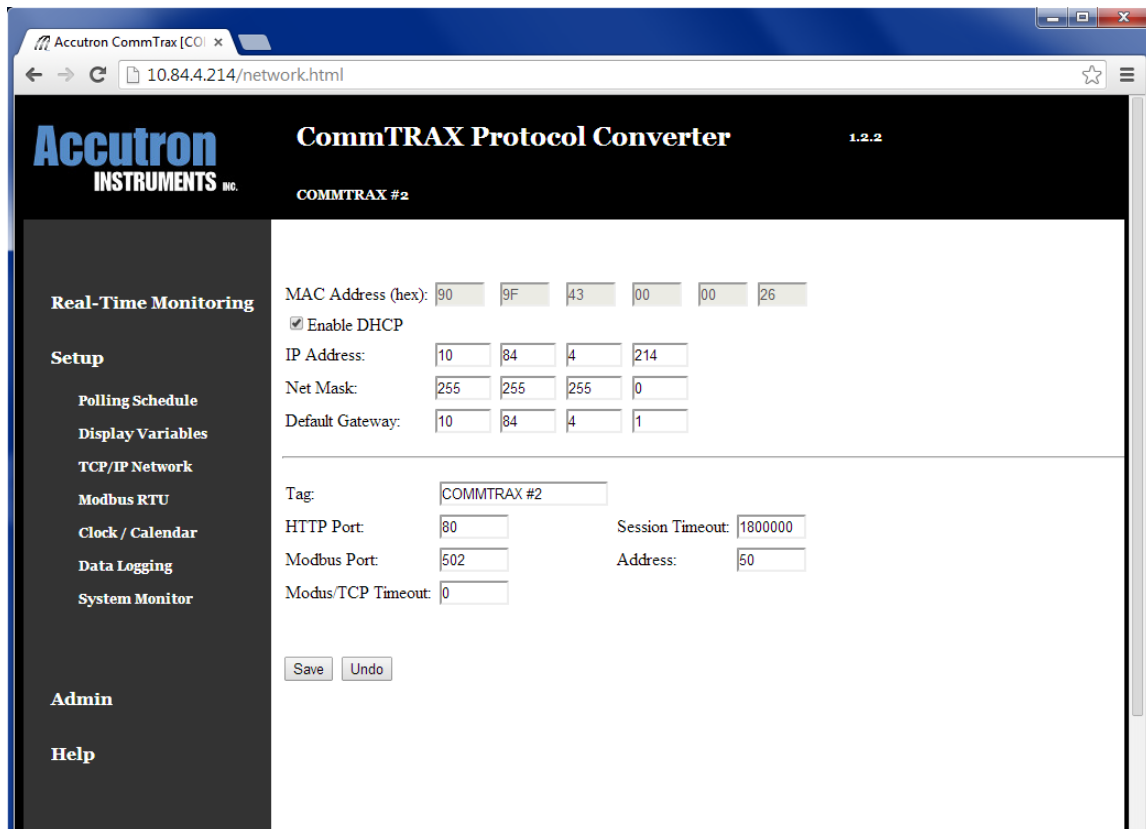 Accutron CommTrax [CO
10.84.4.214/network.html
Accutron
INSTRUMENTS INC.
CommTRAX Protocol Converter 1.2.2
COMMTRAX #2
Real-Time Monitoring
Setup
Polling Schedule
Display Variables
TCP/IP Network
Modbus RTU
Clock / Calendar
Data Logging
System Monitor
Admin
Help
MAC Address (hex): 90 9F 43 00 00 26
Enable DHCP
IP Address: 10 84 4 214
Net Mask: 255 255 255 0
Default Gateway: 10 84 4 1
Tag: COMMTRAX #2
HTTP Port: 80 Session Timeout: 1800000
Modbus Port: 502 Address: 50
Modus/TCP Timeout: 0
Save Undo